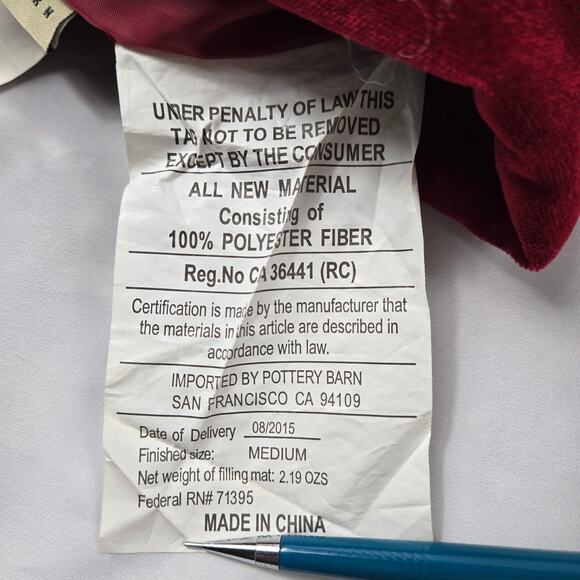 UNDER PENALTY OF LAW THIS
TAG NOT TO BE REMOVED
EXCEPT BY THE CONSUMER
ALL NEW MATERIAL
Consisting of
100% POLYESTER FIBER
Reg.No CA 36441 (RC)
Certification is made by the manufacturer that
the materials in this article are described in
accordance with law.
IMPORTED BY POTTERY BARN
SAN FRANCISCO CA 94109
Date of Delivery 08/2015
Finished size: MEDIUM
Net weight of filling mat: 2.19 OZS
Federal RN# 71395
MADE IN CHINA